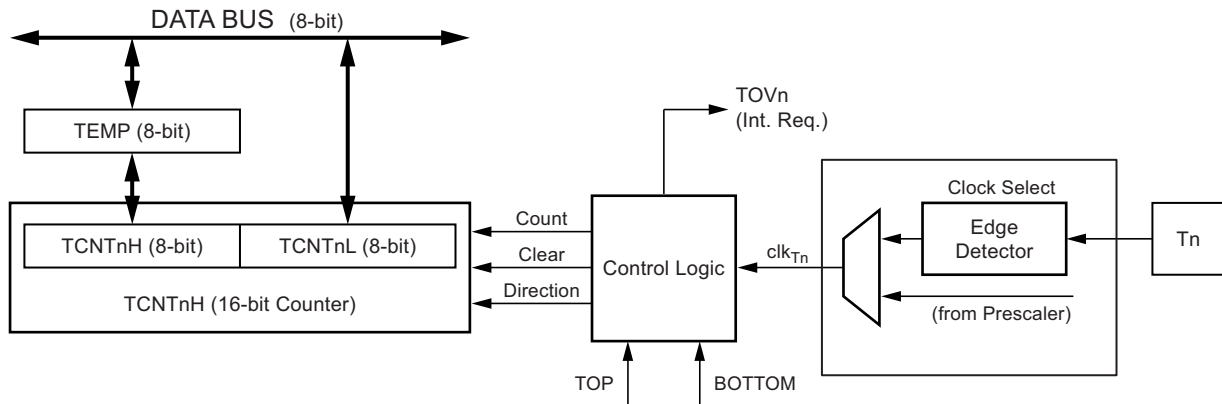 DATA BUS (8-bit)
TEMP (8-bit)
TCNTnH (8-bit)
TCNTnL (8-bit)
TCNTnH (16-bit Counter)
Count
Clear
Direction
TOVn
(Int. Req.)
Control Logic
TOP
BOTTOM
clkTn
Clock Select
Edge
Detector
(from Prescaler)
Tn